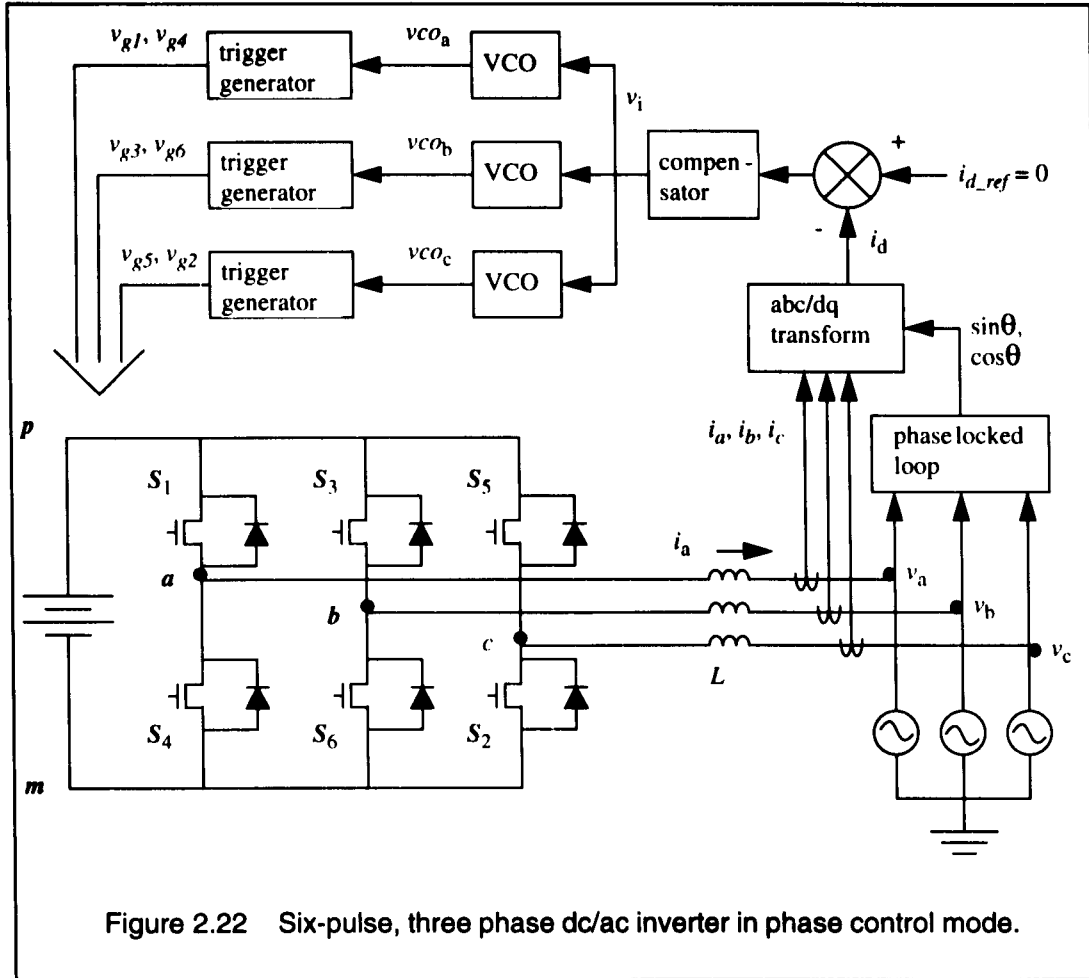 v_g1, v_g4
trigger
generator
vco_a
VCO
v_i
v_g3, v_g6
trigger
generator
vco_b
VCO
compen -
sator
+
i_d_ref = 0
-
i_d
v_g5, v_g2
trigger
generator
vco_c
VCO
abc/dq
transform
sinθ,
cosθ
i_a, i_b, i_c
phase locked
loop
p
S_1
S_3
S_5
i_a
a
v_a
b
v_b
c
v_c
L
S_4
S_6
S_2
m
Figure 2.22 Six-pulse, three phase dc/ac inverter in phase control mode.